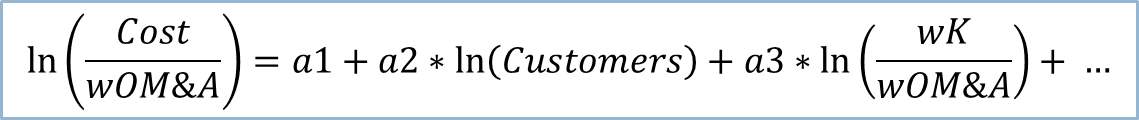 ln(Cost/wOM&A) = a1 + a2 * ln(Customers) + a3 * ln(wK/wOM&A) + ...